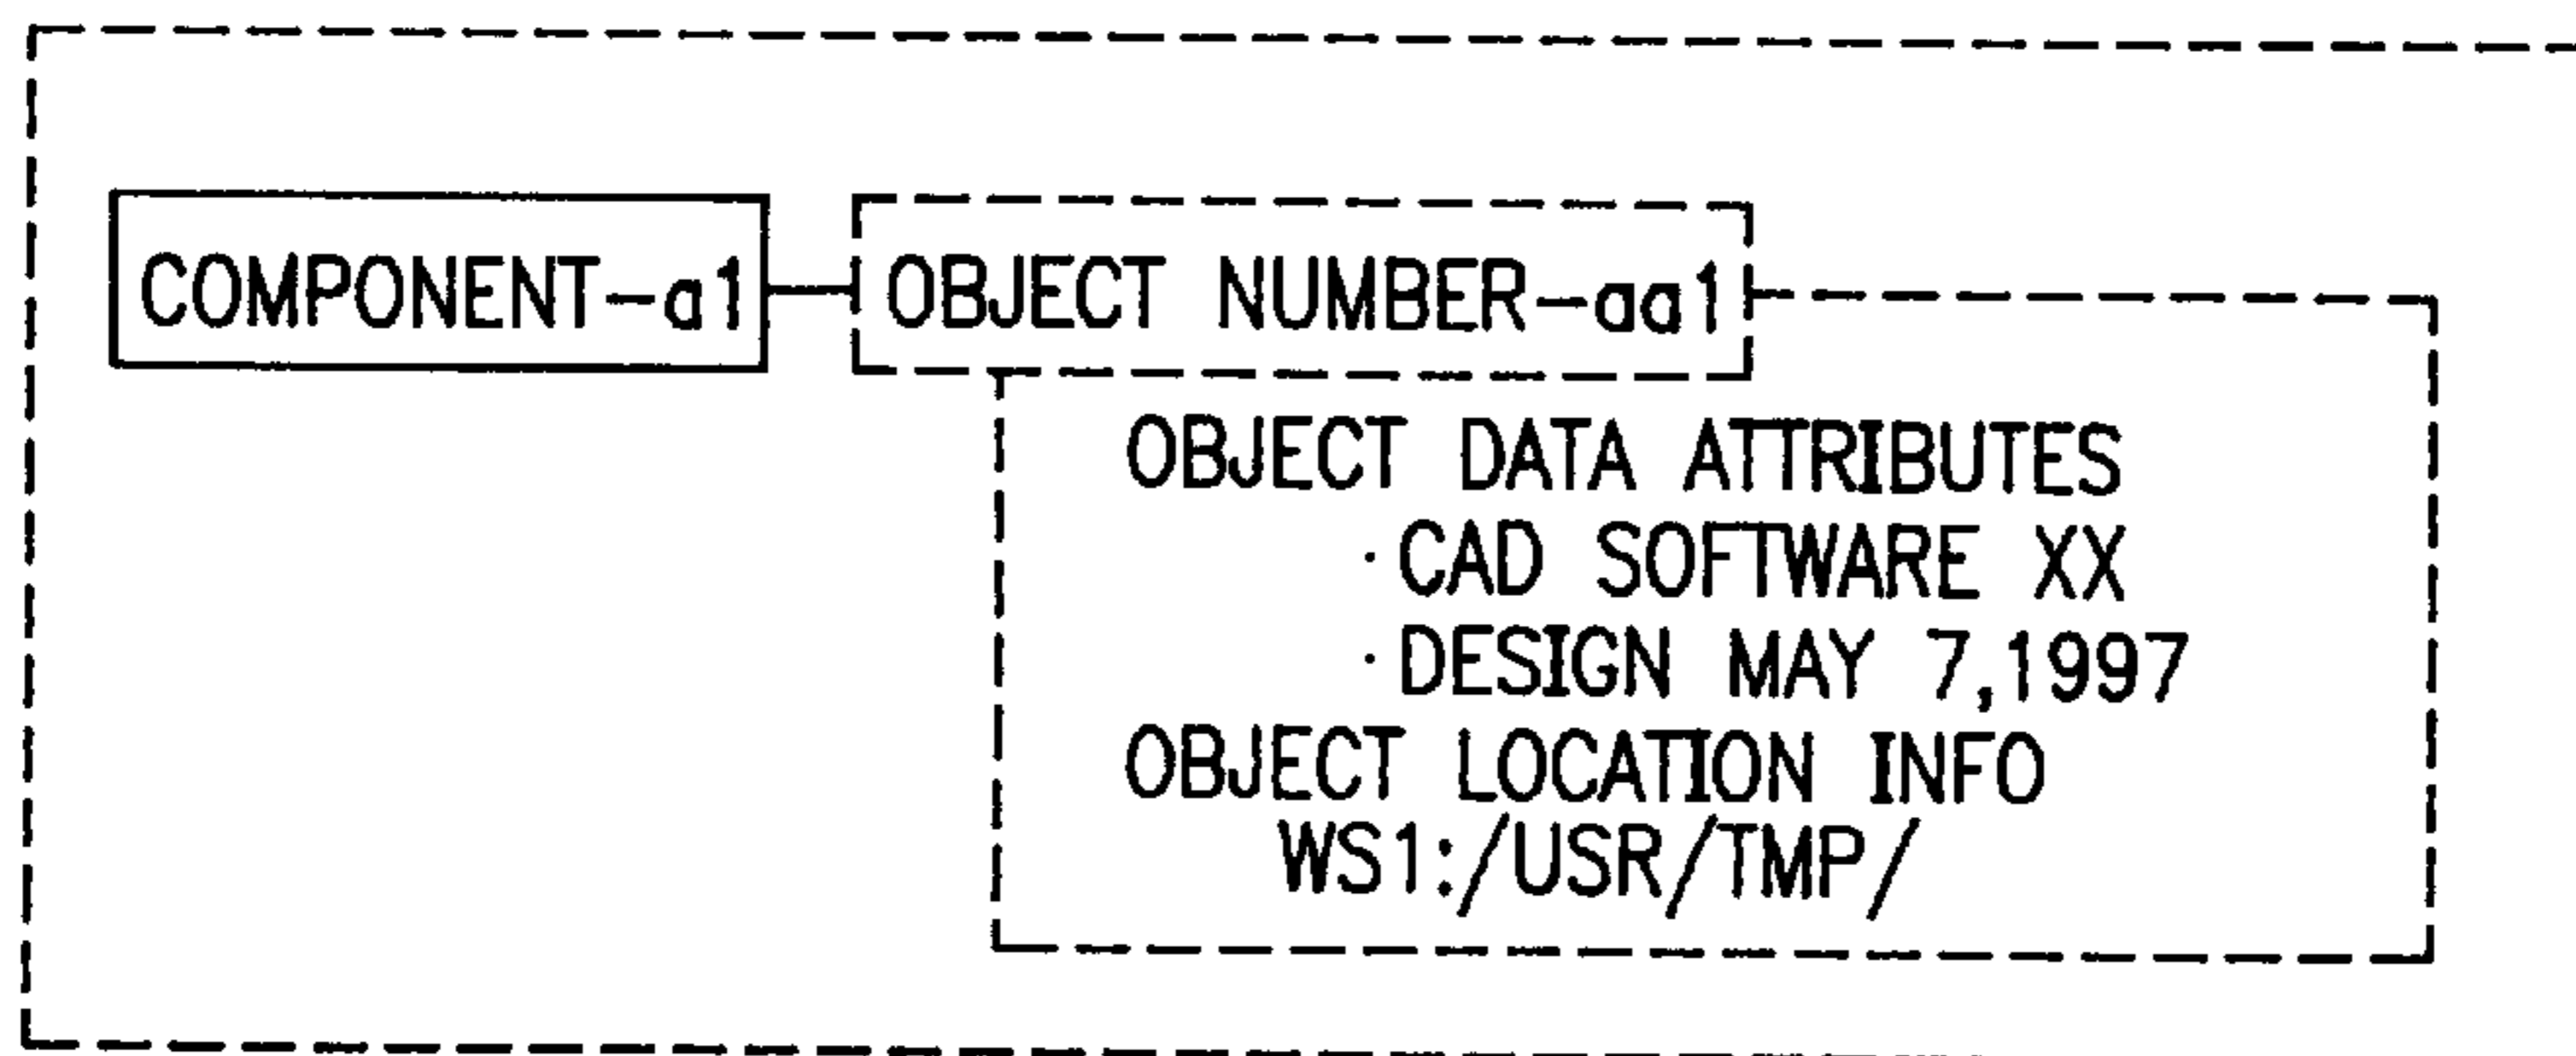 COMPONENT-a1 OBJECT NUMBER-aa1
OBJECT DATA ATTRIBUTES
· CAD SOFTWARE XX
· DESIGN MAY 7,1997
OBJECT LOCATION INFO
WS1:/USR/TMP/